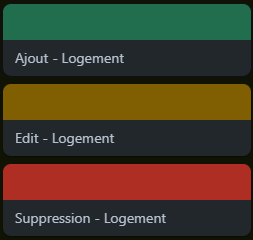 Ajout - Logement
Edit - Logement
Suppression - Logement